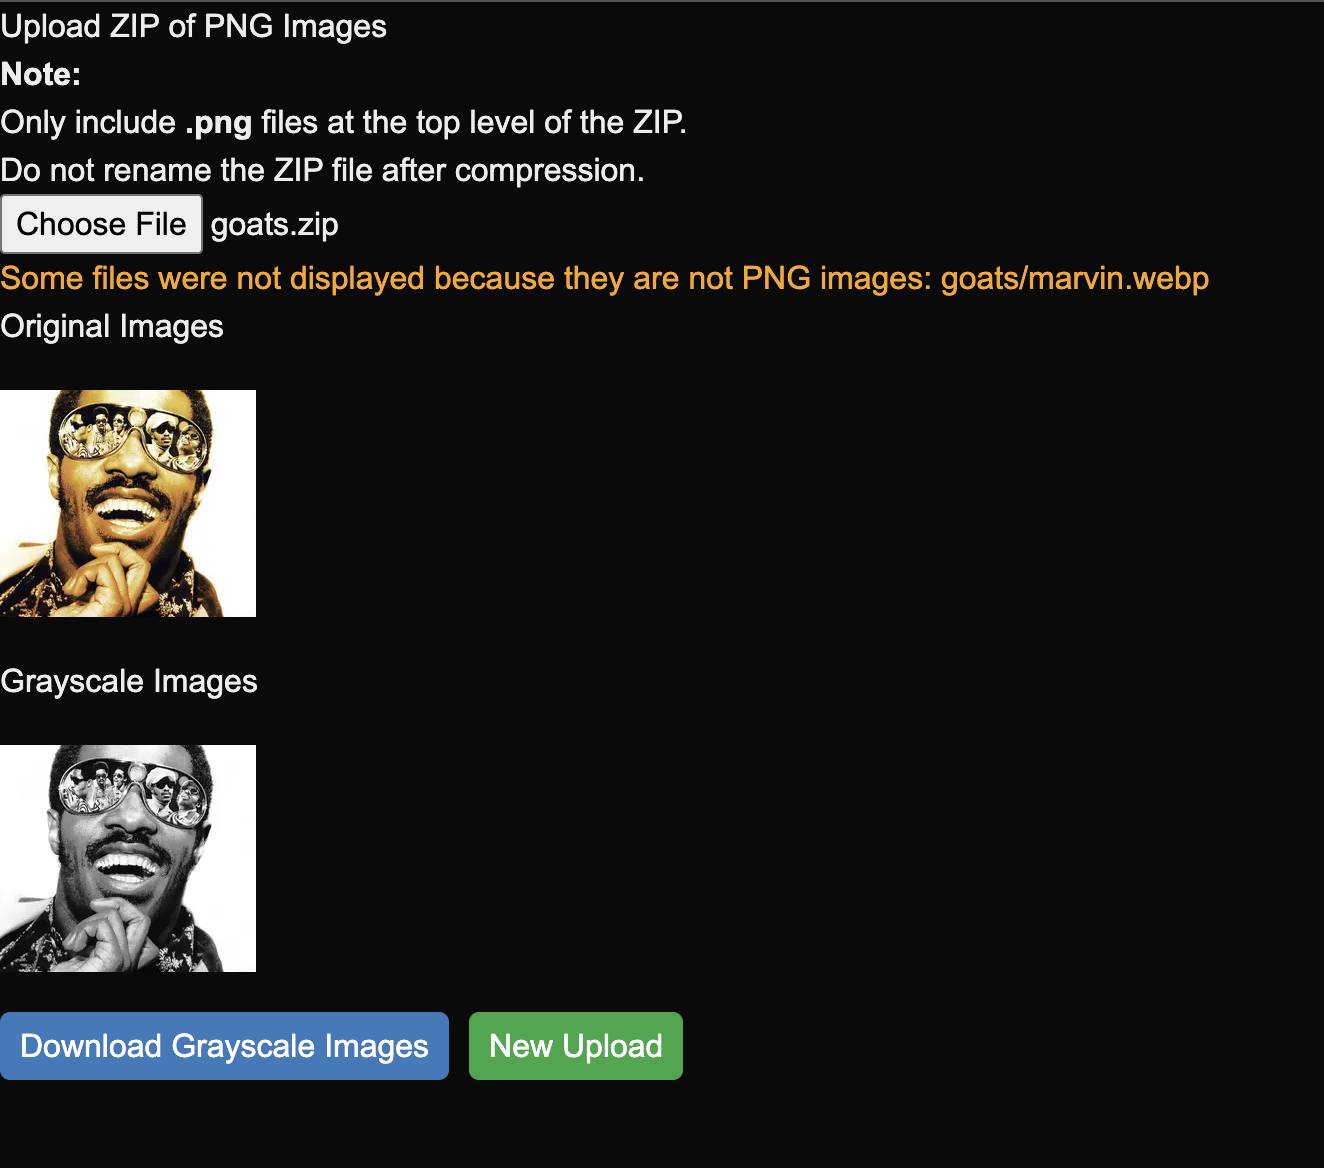 Upload ZIP of PNG Images
Note:
Only include .png files at the top level of the ZIP.
Do not rename the ZIP file after compression.
Choose File goats.zip
Some files were not displayed because they are not PNG images: goats/marvin.webp
Original Images
Grayscale Images
Download Grayscale Images New Upload